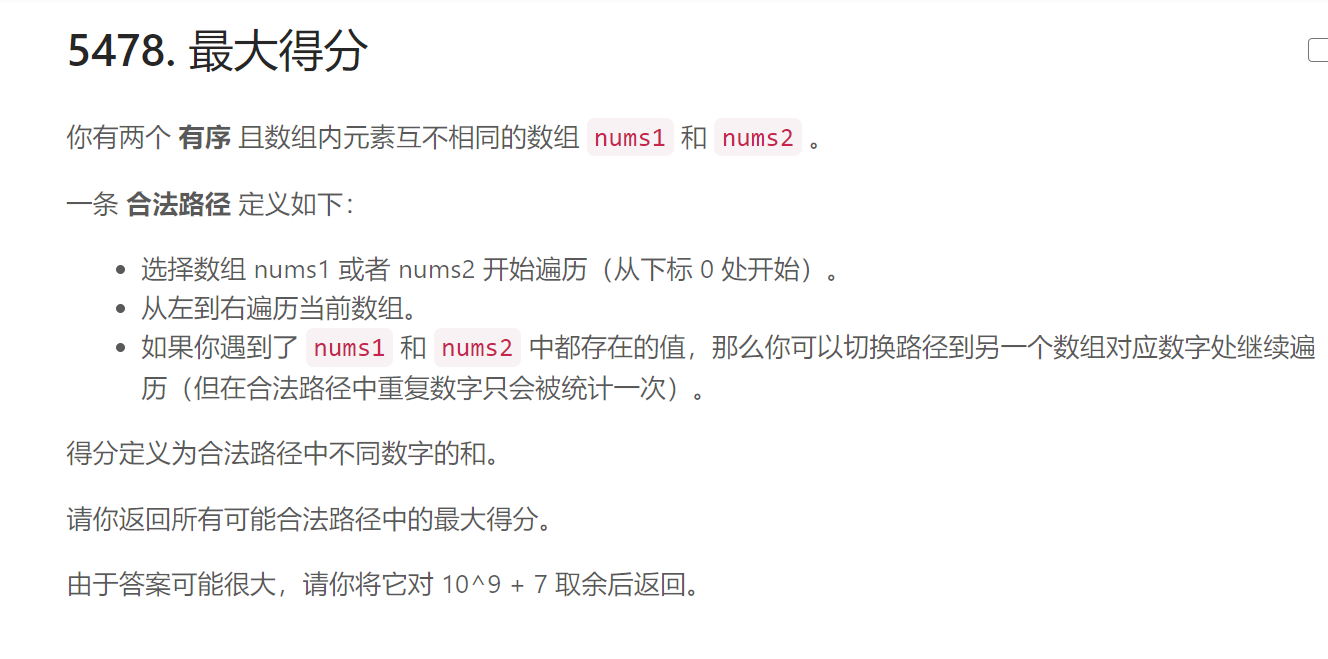 5478. 最大得分
你有两个 有序 且数组内元素互不相同的数组 nums1 和 nums2 。
一条 合法路径 定义如下：
选择数组 nums1 或者 nums2 开始遍历（从下标 0 处开始）。
从左到右遍历当前数组。
如果你遇到了 nums1 和 nums2 中都存在的值，那么你可以切换路径到另一个数组对应数字处继续遍
历（但在合法路径中重复数字只会被统计一次）。
得分定义为合法路径中不同数字的和。
请你返回所有可能合法路径中的最大得分。
由于答案可能很大，请你将它对 10^9 + 7 取余后返回。